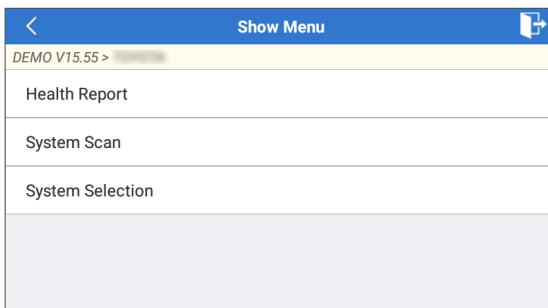 Show Menu
DEMO V15.55 >
Health Report
System Scan
System Selection